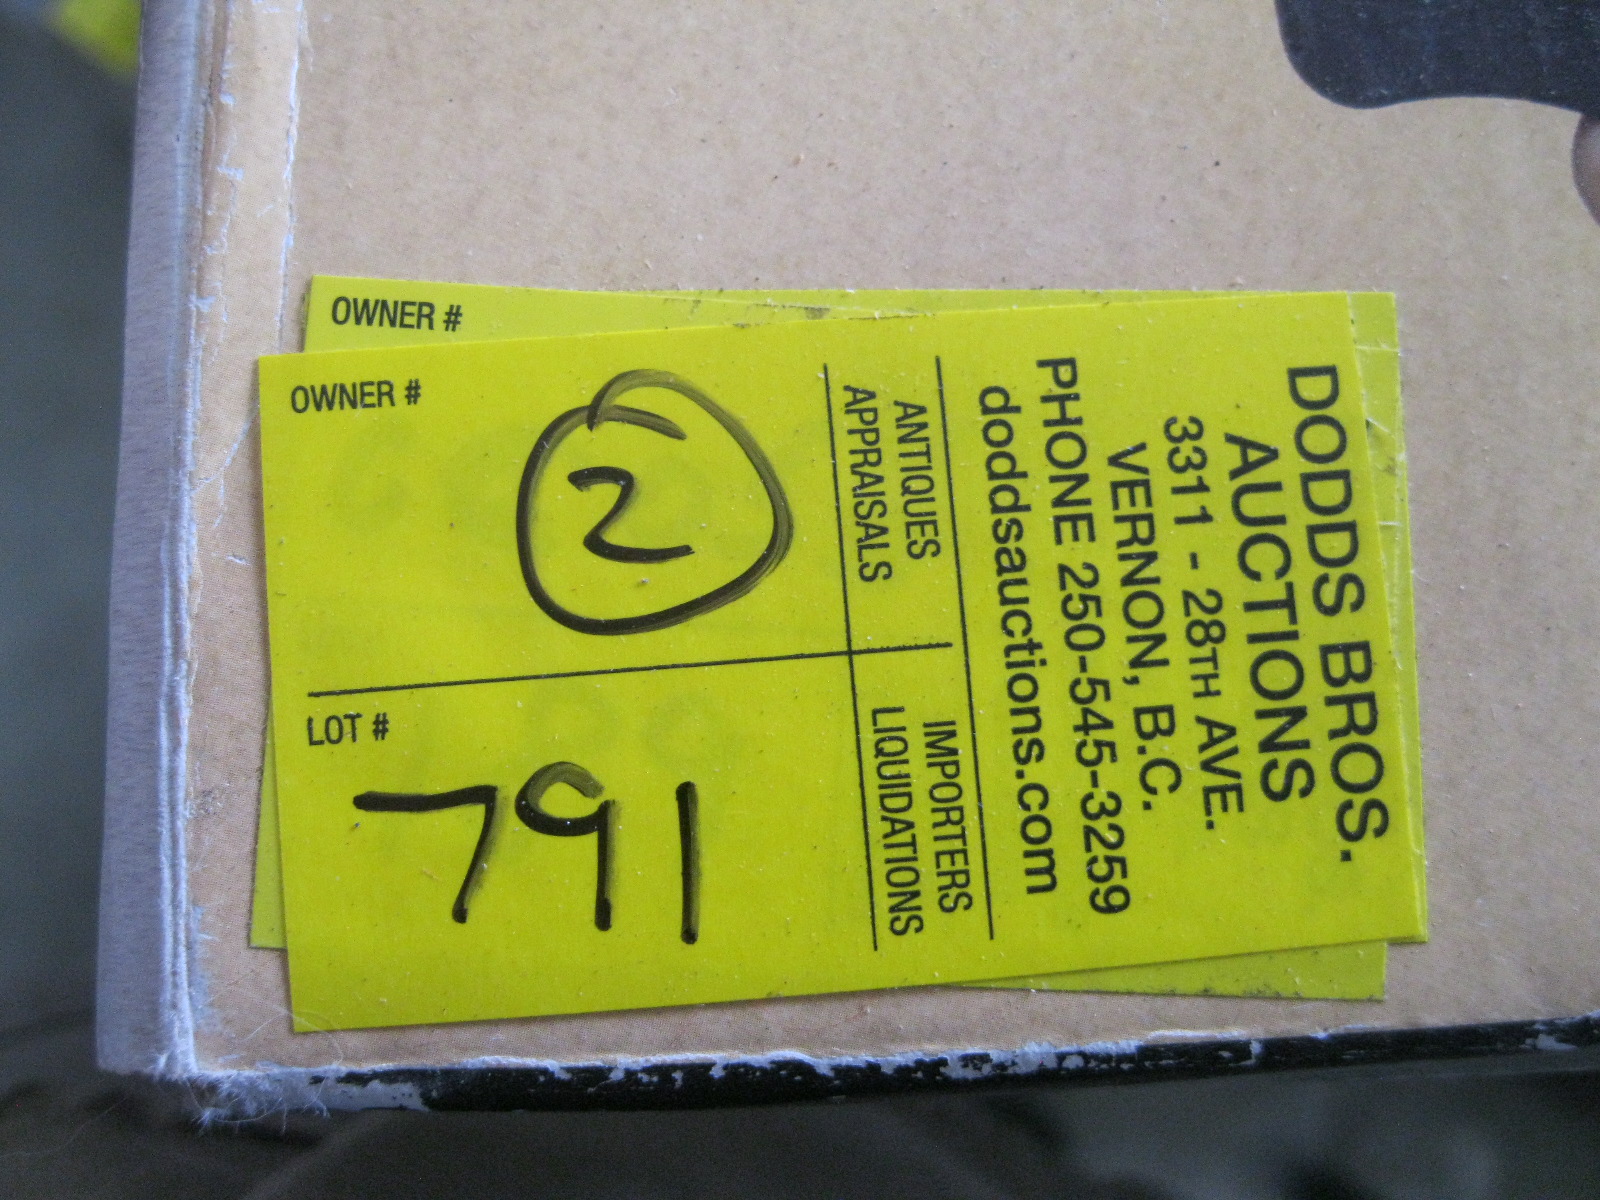 OWNER #
OWNER #
2
LOT #
791
DODDS BROS.
AUCTIONS
3311 - 28TH AVE.
VERNON, B.C.
PHONE 250-545-3259
doddsauctions.com
ANTIQUES
APPRAISALS
IMPORTERS
LIQUIDATIONS